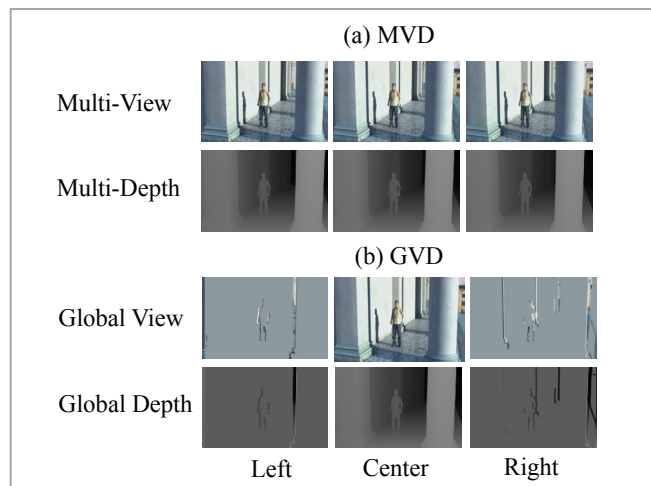 (a) MVD
Multi-View
Multi-Depth
(b) GVD
Global View
Global Depth
Left Center Right